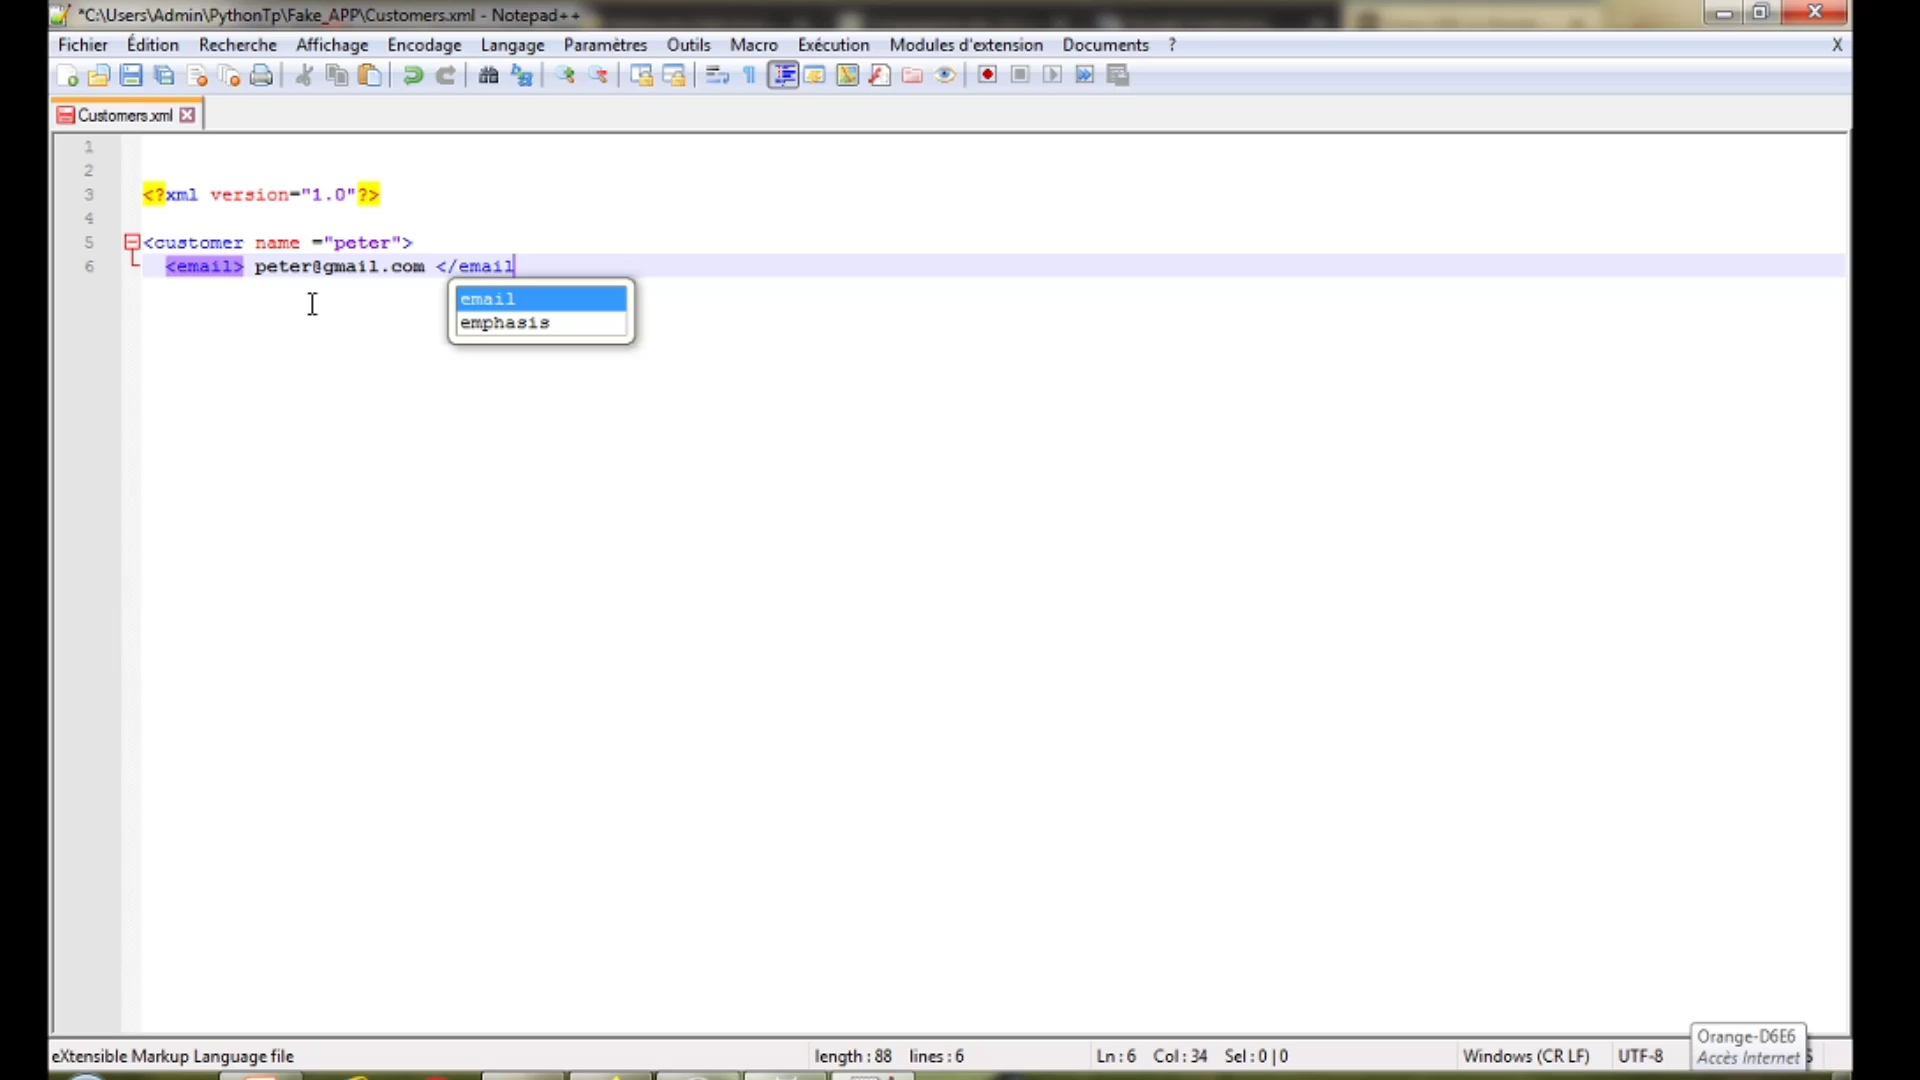 *C:\Users\Admin\PythonTp\Fake_APP\Customers.xml - Notepad++
Fichier Édition Recherche Affichage Encodage Langage Paramètres Outils Macro Exécution Modules d'extension Documents ? X
Customers.xml
1
2
3 <?xml version="1.0"?>
4
5 <customer name ="peter">
6 <email> peter@gmail.com </email
email
emphasis
Orange-D6E6
Accès Internet
eXtensible Markup Language file length : 88 lines : 6 Ln : 6 Col : 34 Sel : 0 | 0 Windows (CR LF) UTF-8